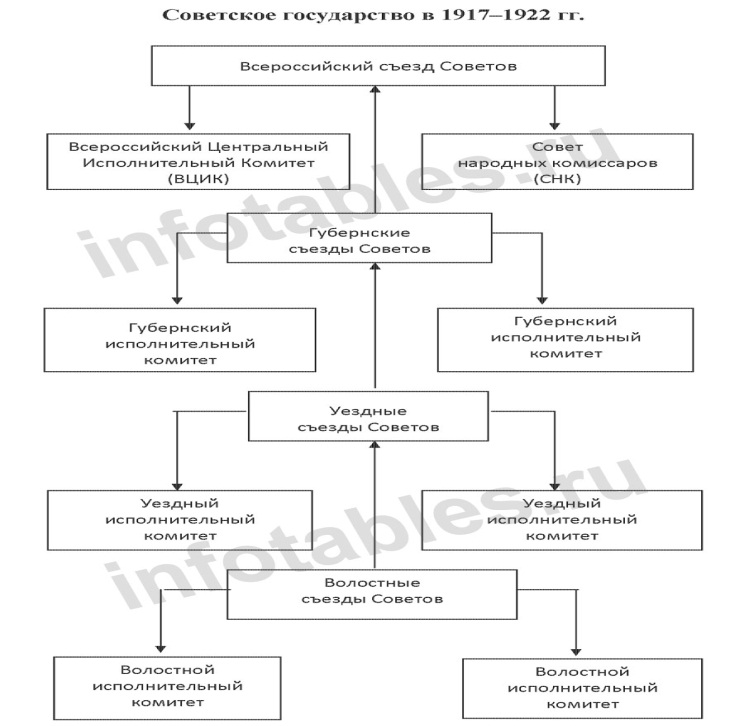 Советское государство в 1917–1922 гг.
Всероссийский съезд Советов
Всероссийский Центральный
Исполнительный Комитет
(ВЦИК)
Совет
народных комиссаров
(СНК)
infotables.ru
Губернские
съезды Советов
Губернский
исполнительный
комитет
Губернский
исполнительный
комитет
Уездные
съезды Советов
Уездный
исполнительный
комитет
Уездный
исполнительный
комитет
infotables.ru
Волостные
съезды Советов
Волостной
исполнительный
комитет
Волостной
исполнительный
комитет